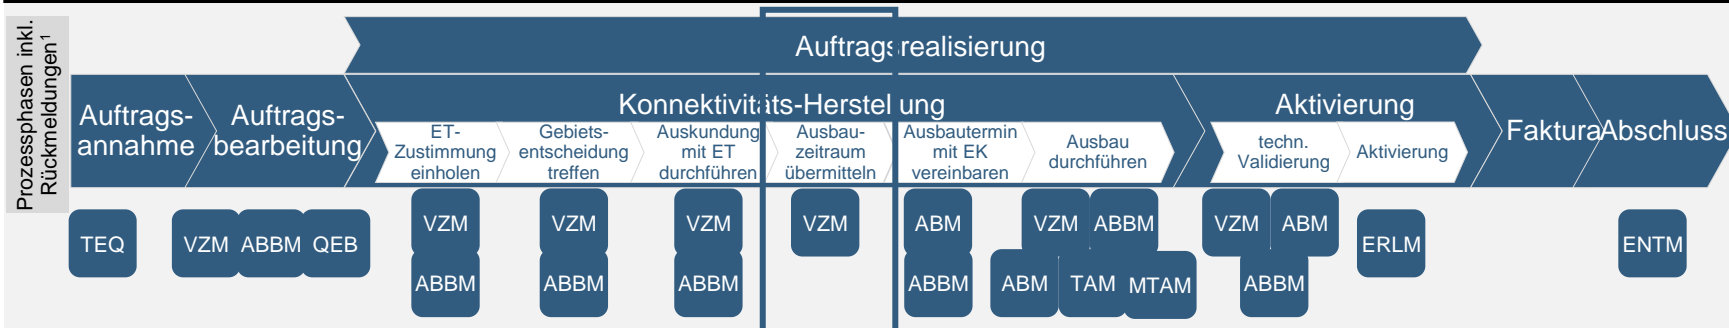 Prozessphasen inkl.
Rückmeldungen¹
Auftragsrealisierung
Auftrags-
annahme
Auftrags-
bearbeitung
Konnektivitäts-Herstellung
ET-
Zustimmung
einholen
Gebiets-
entscheidung
treffen
Auskundung
mit ET
durchführen
Ausbau-
zeitraum
übermitteln
Ausbautermin
mit EK
vereinbaren
Ausbau
durchführen
Aktivierung
techn.
Validierung
Aktivierung
Faktura
Abschluss
TEQ
VZM
ABBM
QEB
VZM
ABBM
VZM
ABBM
VZM
ABBM
VZM
ABM
ABBM
VZM
ABBM
ABM
TAM
MTAM
VZM
ABM
ABBM
ERLM
ENTM